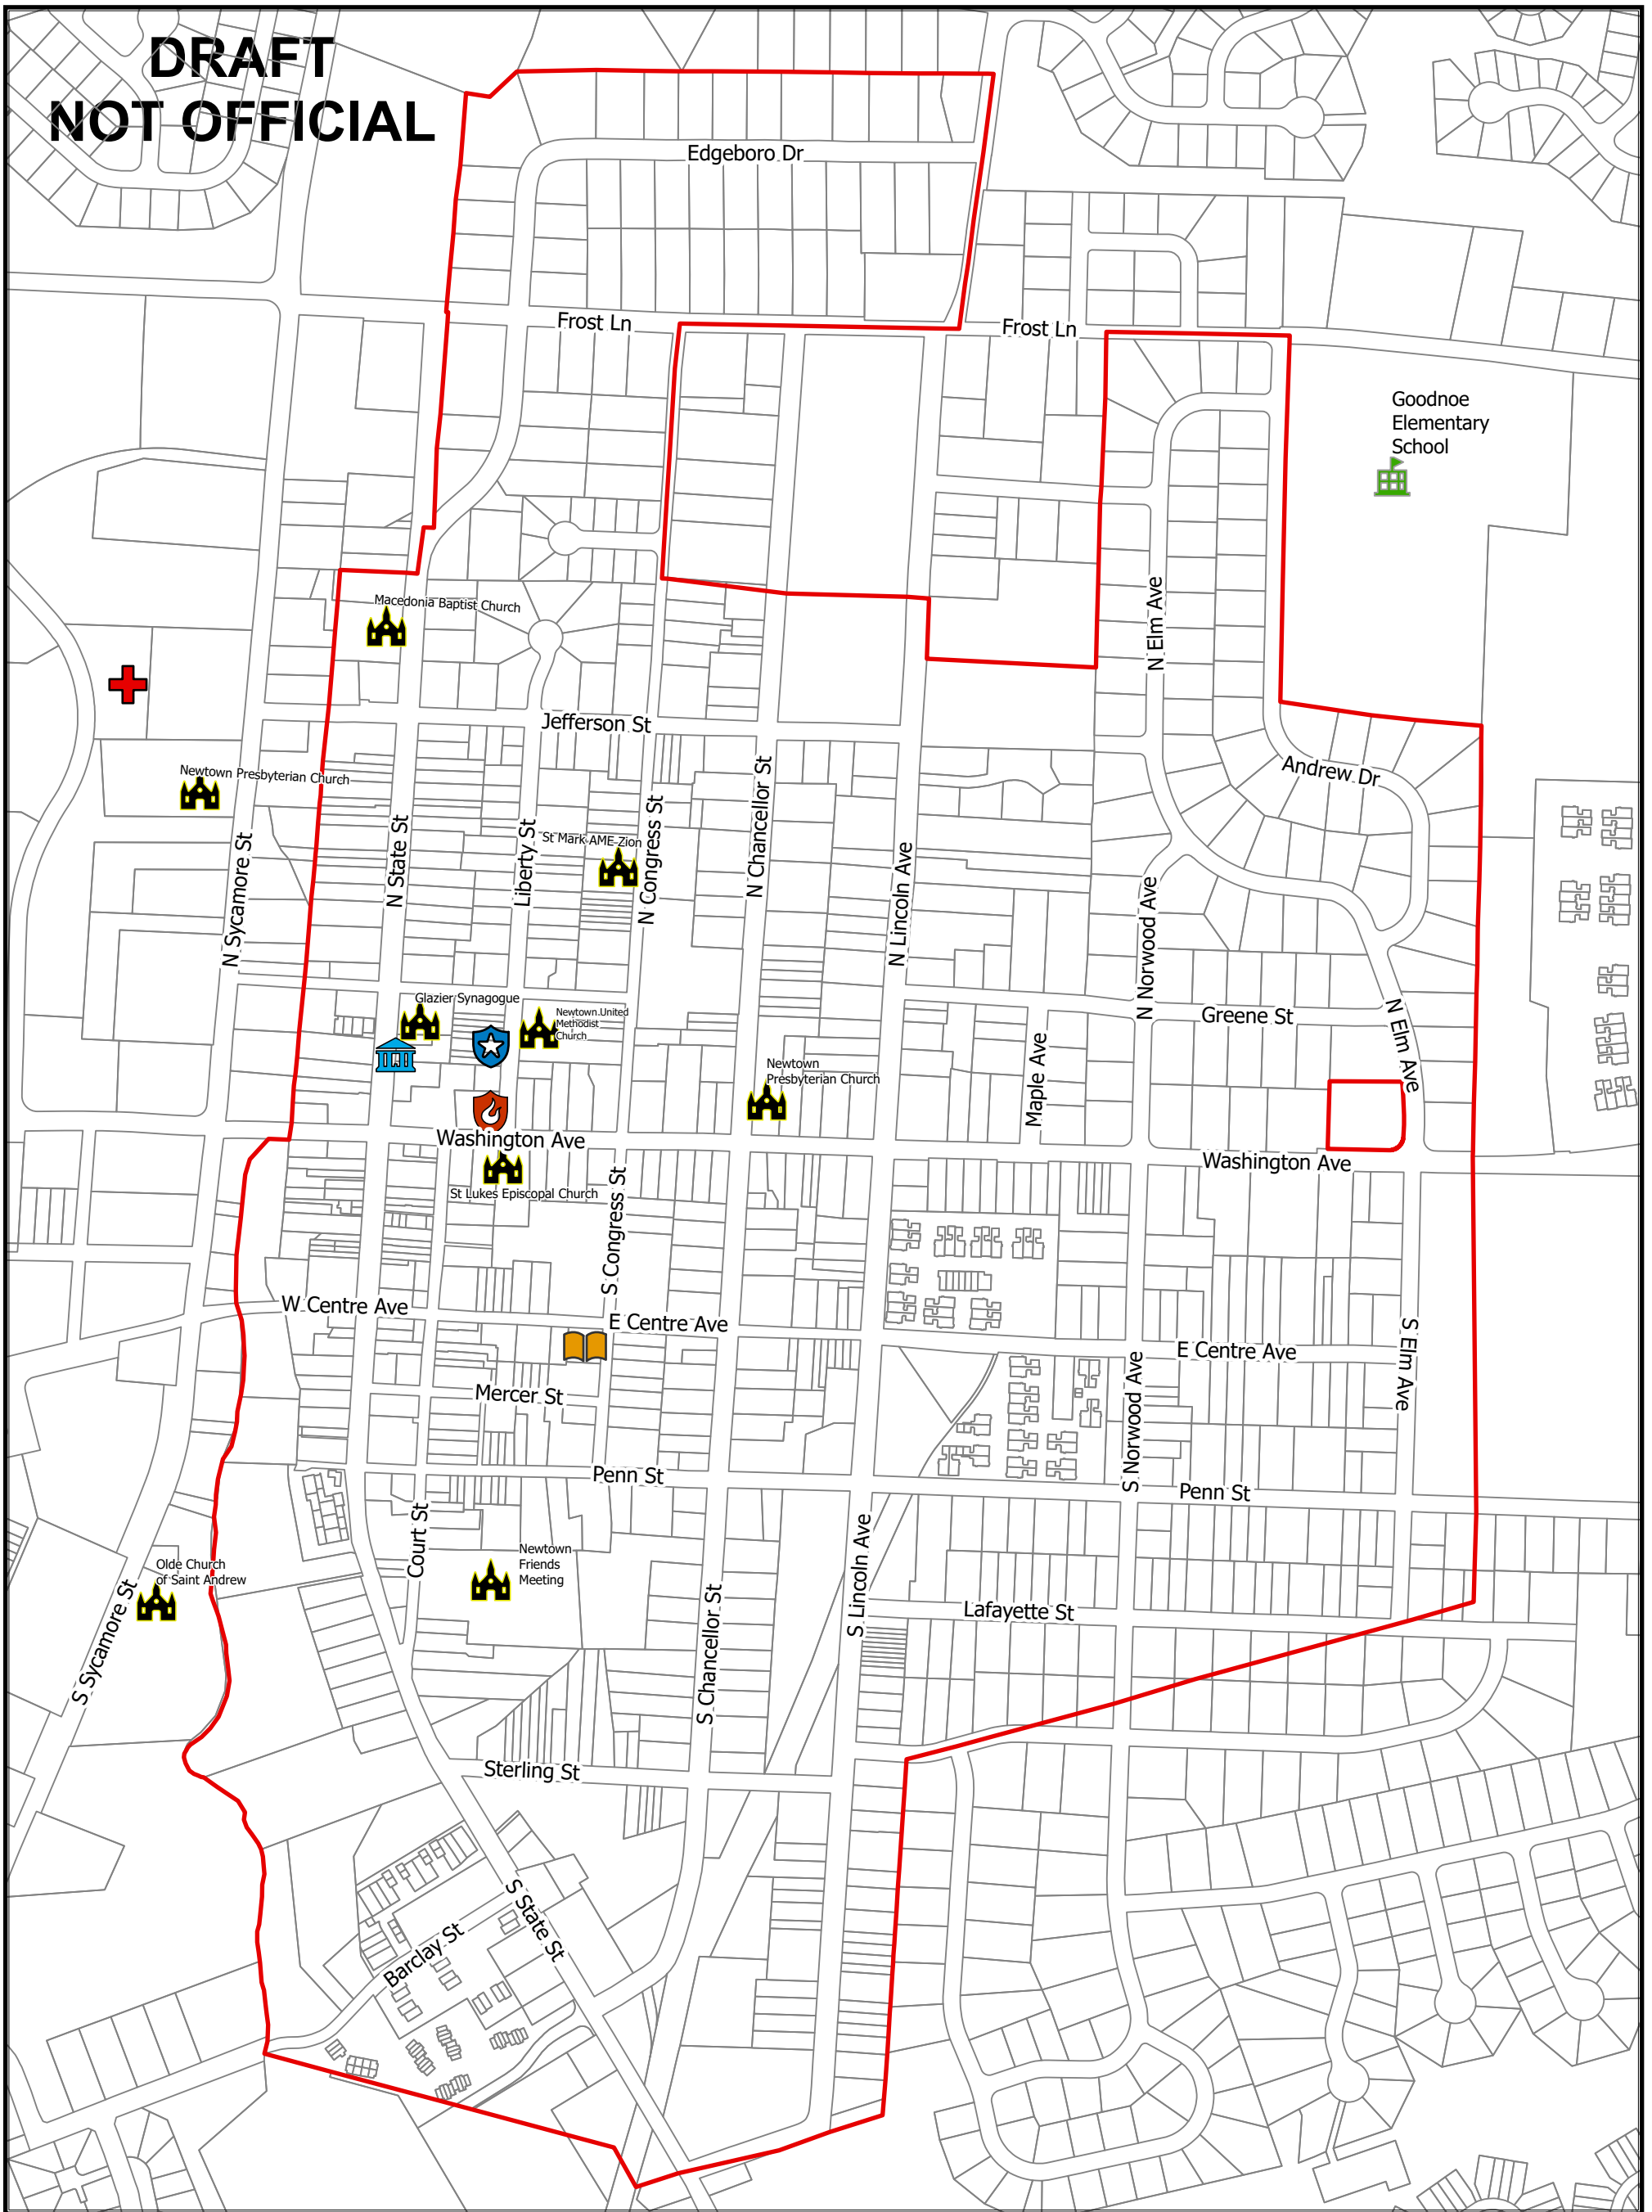 DRAFT
NOT OFFICIAL
Edgeboro Dr
Frost Ln
Frost Ln
Goodnoe
Elementary
School
Macedonia Baptist Church
N Elm Ave
Jefferson St
Newtown Presbyterian Church
Andrew Dr
N State St
Liberty St
St Mark AME Zion
N Congress St
N Chancellor St
N Lincoln Ave
N Sycamore St
N Norwood Ave
Glazier Synagogue
Newtown United
Methodist
Church
Greene St
N Elm Ave
Maple Ave
Newtown
Presbyterian Church
Washington Ave
Washington Ave
St Lukes Episcopal Church
S Congress St
W Centre Ave
E Centre Ave
E Centre Ave
S Elm Ave
Mercer St
S Norwood Ave
Penn St
Penn St
Court St
Newtown
Friends
Meeting
S Lincoln Ave
Olde Church
of Saint Andrew
S Sycamore St
Lafayette St
S Chancellor St
Sterling St
S State St
Barclay St